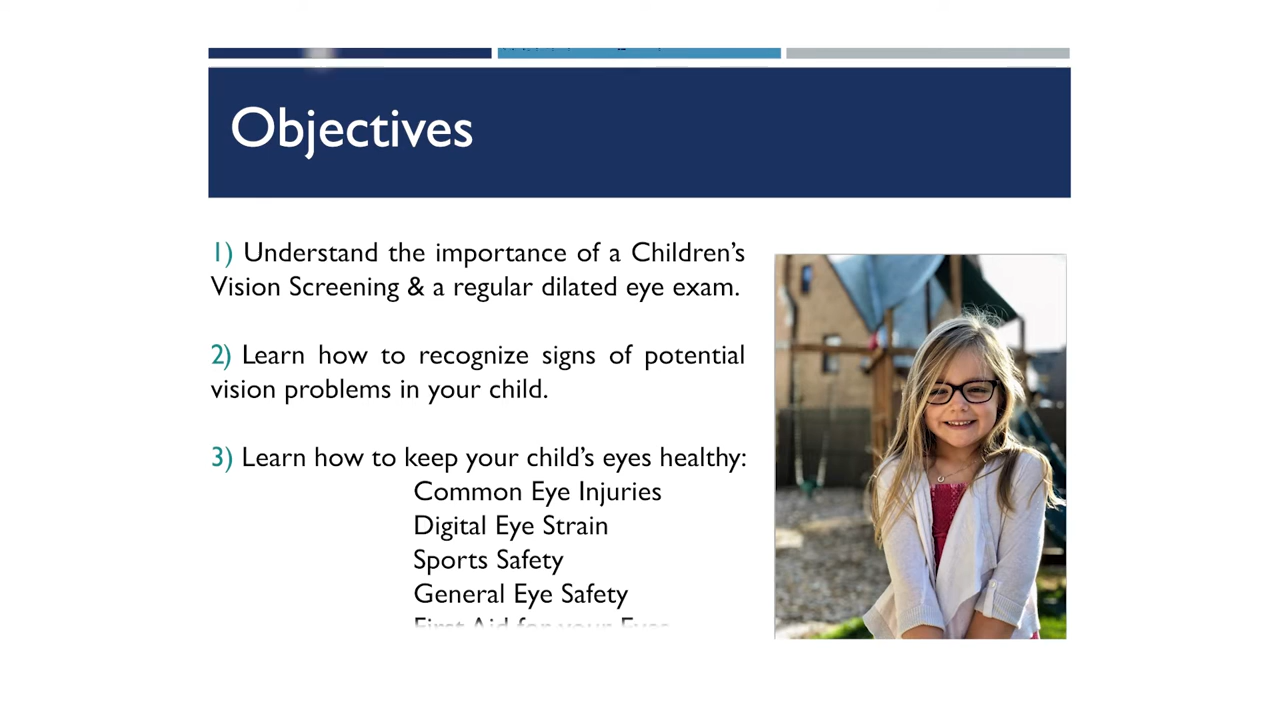 Objectives
1) Understand the importance of a Children's
Vision Screening & a regular dilated eye exam.
2) Learn how to recognize signs of potential
vision problems in your child.
3) Learn how to keep your child's eyes healthy:
Common Eye Injuries
Digital Eye Strain
Sports Safety
General Eye Safety
First Aid for your Eyes